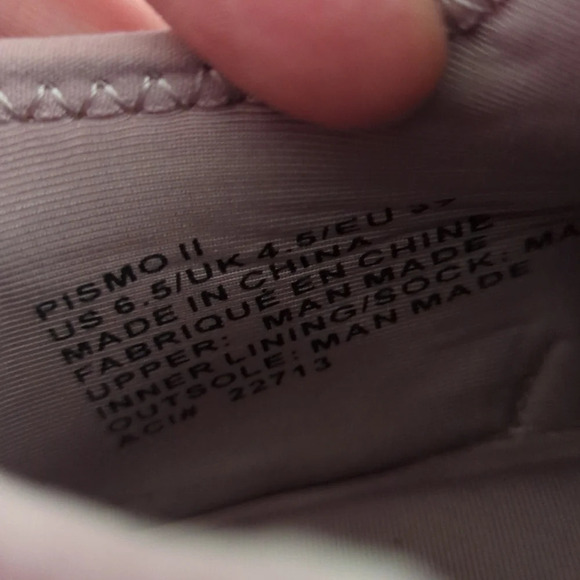 PISMO II
US 6.5/UK 4.5/EU
MADE IN CHINA
FABRIQUÉ EN CHINE
UPPER: MAN MADE
INNER LINING/SOCK: MA
OUTSOLE: MAN MADE
ACI# 22713